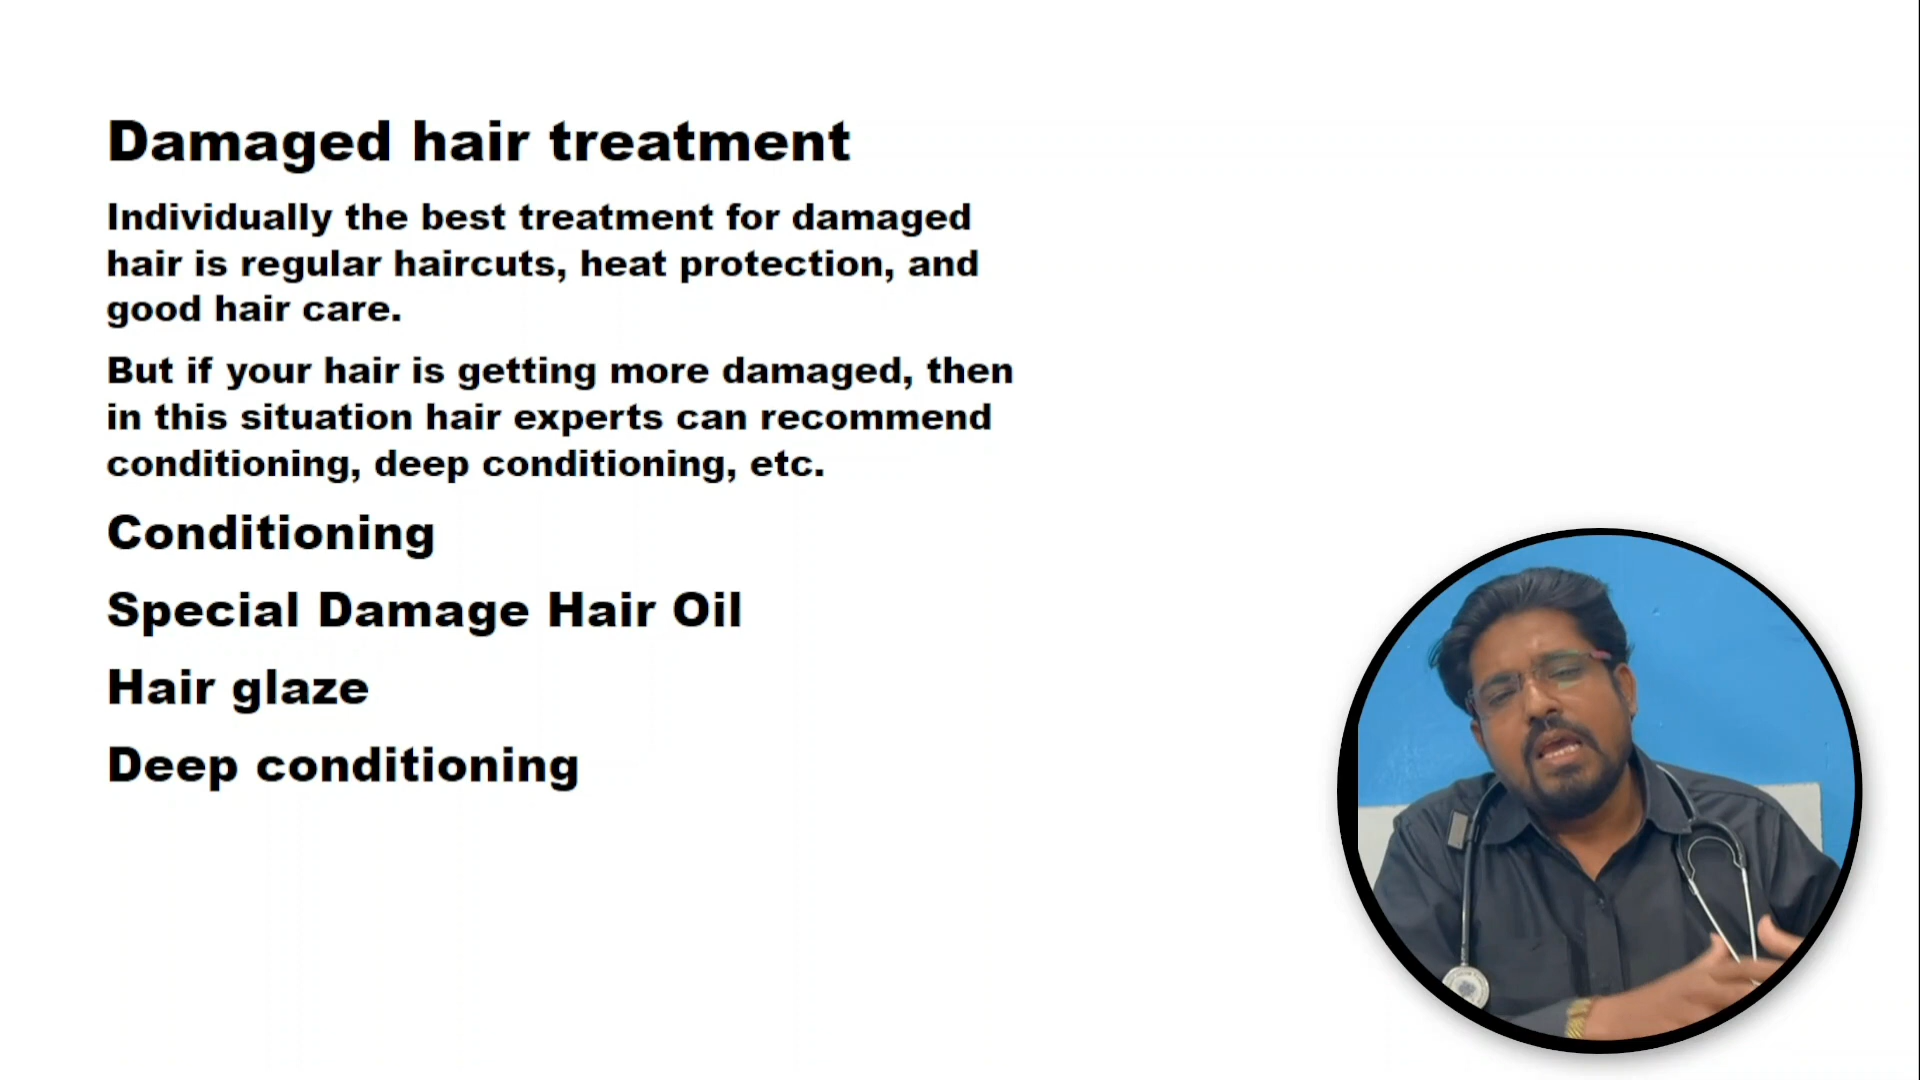 Damaged hair treatment
Individually the best treatment for damaged
hair is regular haircuts, heat protection, and
good hair care.
But if your hair is getting more damaged, then
in this situation hair experts can recommend
conditioning, deep conditioning, etc.
Conditioning
Special Damage Hair Oil
Hair glaze
Deep conditioning